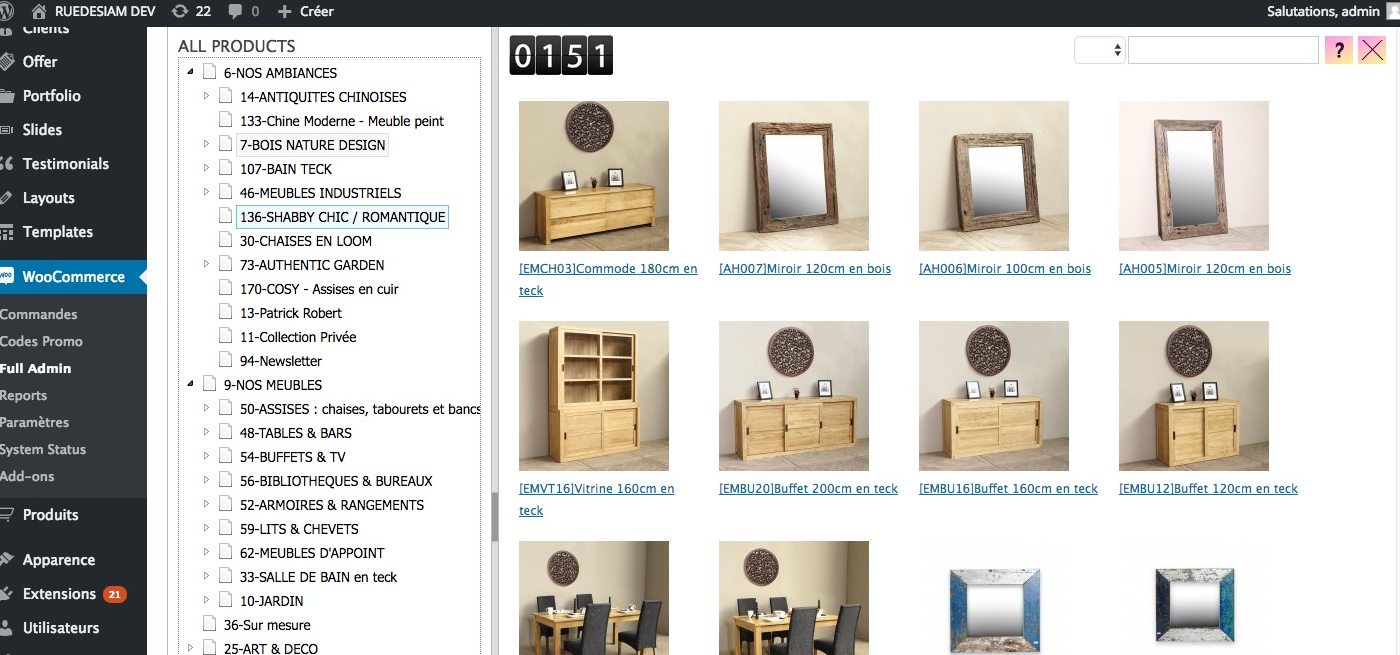 RUEDESIAM DEV 22 0 Créer Salutations, admin
Clients
Offer
Portfolio
Slides
Testimonials
Layouts
Templates
WooCommerce
Commandes
Codes Promo
Full Admin
Reports
Paramètres
System Status
Add-ons
Produits
Apparence
Extensions 21
Utilisateurs
ALL PRODUCTS
6-NOS AMBIANCES
14-ANTIQUITES CHINOISES
133-Chine Moderne - Meuble peint
7-BOIS NATURE DESIGN
107-BAIN TECK
46-MEUBLES INDUSTRIELS
136-SHABBY CHIC / ROMANTIQUE
30-CHAISES EN LOOM
73-AUTHENTIC GARDEN
170-COSY - Assises en cuir
13-Patrick Robert
11-Collection Privée
94-Newsletter
9-NOS MEUBLES
50-ASSISES : chaises, tabourets et bancs
48-TABLES & BARS
54-BUFFETS & TV
56-BIBLIOTHEQUES & BUREAUX
52-ARMOIRES & RANGEMENTS
59-LITS & CHEVETS
62-MEUBLES D'APPOINT
33-SALLE DE BAIN en teck
10-JARDIN
36-Sur mesure
25-ART & DECO
0151
?
[EMCH03]Commode 180cm en
teck
[AH007]Miroir 120cm en bois
[AH006]Miroir 100cm en bois
[AH005]Miroir 120cm en bois
[EMVT16]Vitrine 160cm en
teck
[EMBU20]Buffet 200cm en teck
[EMBU16]Buffet 160cm en teck
[EMBU12]Buffet 120cm en teck